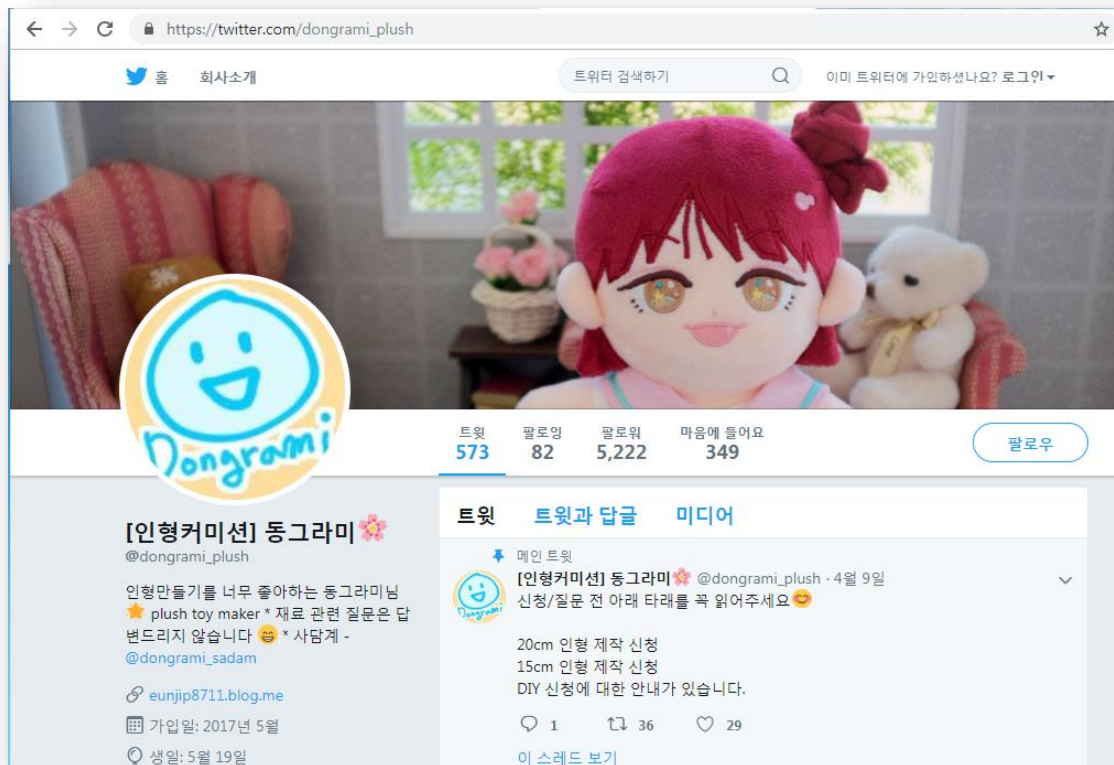 https://twitter.com/dongrami_plush
홈 회사소개 트위터 검색하기 이미 트위터에 가입하셨나요? 로그인
Dongrami
트윗 팔로잉 팔로워 마음에 들어요
573 82 5,222 349
팔로우
[인형커미션] 동그라미🌸
@dongrami_plush
인형만들기를 너무 좋아하는 동그라미님
⭐ plush toy maker * 재료 관련 질문은 답
변드리지 않습니다 😁 * 사담계 -
@dongrami_sadam
eunjip8711.blog.me
가입일: 2017년 5월
생일: 5월 19일
트윗 트윗과 답글 미디어
메인 트윗
[인형커미션] 동그라미🌸 @dongrami_plush · 4월 9일
신청/질문 전 아래 타래를 꼭 읽어주세요😊
20cm 인형 제작 신청
15cm 인형 제작 신청
DIY 신청에 대한 안내가 있습니다.
1 36 29
이 스레드 보기